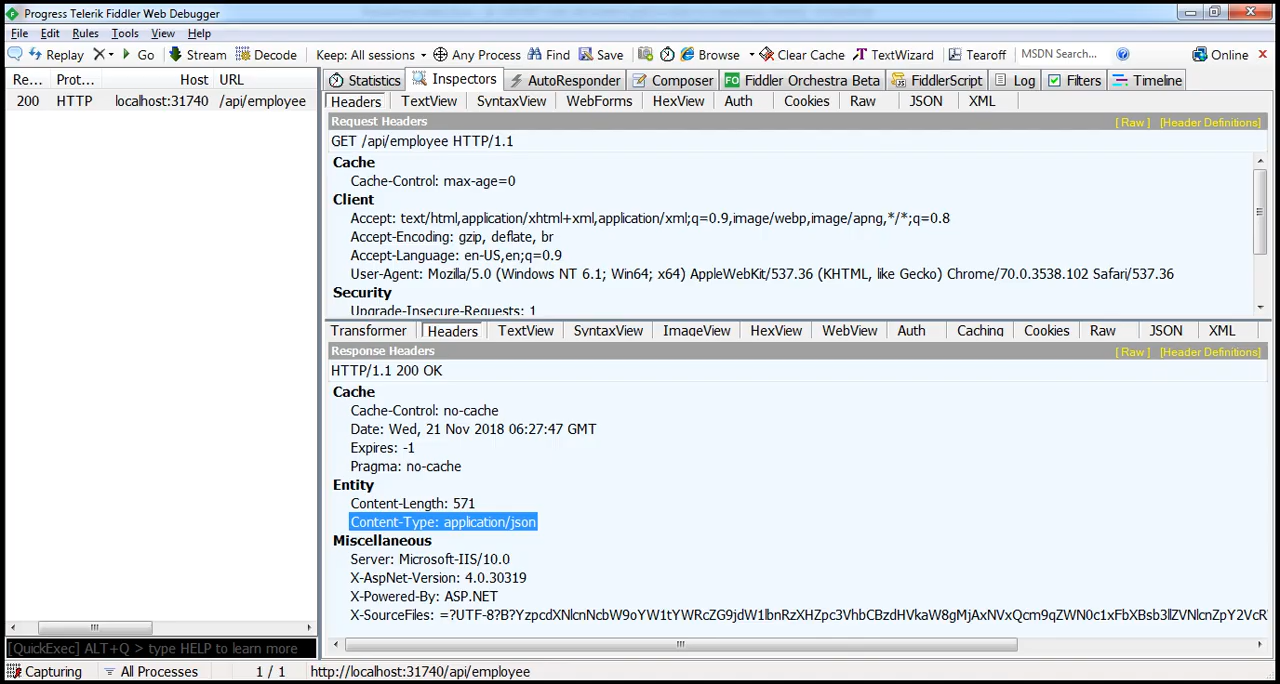 Progress Telerik Fiddler Web Debugger
File Edit Rules Tools View Help
Replay Go Stream Decode Keep: All sessions Any Process Find Save Browse Clear Cache TextWizard Tearoff MSDN Search... Online
Re... Prot... Host URL
200 HTTP localhost:31740 /api/employee
Statistics Inspectors AutoResponder Composer FO Fiddler Orchestra Beta FiddlerScript Log Filters Timeline
Headers TextView SyntaxView WebForms HexView Auth Cookies Raw JSON XML
Request Headers [ Raw ] [Header Definitions]
GET /api/employee HTTP/1.1
Cache
Cache-Control: max-age=0
Client
Accept: text/html,application/xhtml+xml,application/xml;q=0.9,image/webp,image/apng,*/*;q=0.8
Accept-Encoding: gzip, deflate, br
Accept-Language: en-US,en;q=0.9
User-Agent: Mozilla/5.0 (Windows NT 6.1; Win64; x64) AppleWebKit/537.36 (KHTML, like Gecko) Chrome/70.0.3538.102 Safari/537.36
Security
Upgrade-Insecure-Requests: 1
Transformer Headers TextView SyntaxView ImageView HexView WebView Auth Caching Cookies Raw JSON XML
Response Headers [ Raw ] [Header Definitions]
HTTP/1.1 200 OK
Cache
Cache-Control: no-cache
Date: Wed, 21 Nov 2018 06:27:47 GMT
Expires: -1
Pragma: no-cache
Entity
Content-Length: 571
Content-Type: application/json
Miscellaneous
Server: Microsoft-IIS/10.0
X-AspNet-Version: 4.0.30319
X-Powered-By: ASP.NET
X-SourceFiles:
[QuickExec] ALT+Q > type HELP to learn more
Capturing All Processes 1 / 1 http://localhost:31740/api/employee